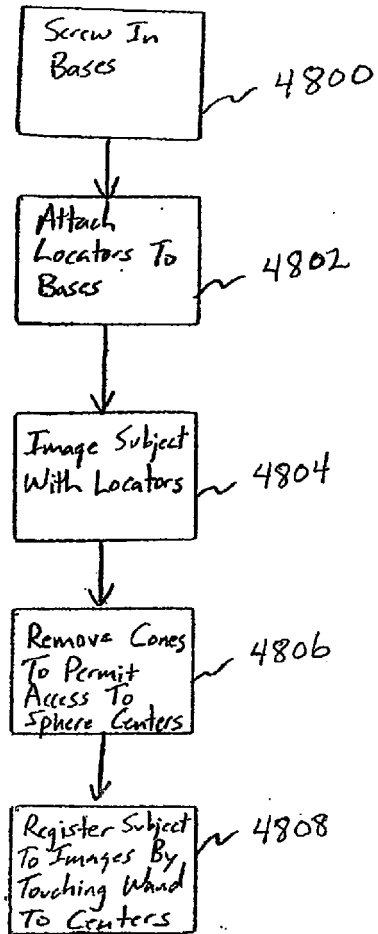 Screw In
Bases
4800
Attach
Locators To
Bases
4802
Image Subject
With Locators
4804
Remove Cones
To Permit
Access To
Sphere Centers
4806
Register Subject
To Images By
Touching Wand
To Centers
4808